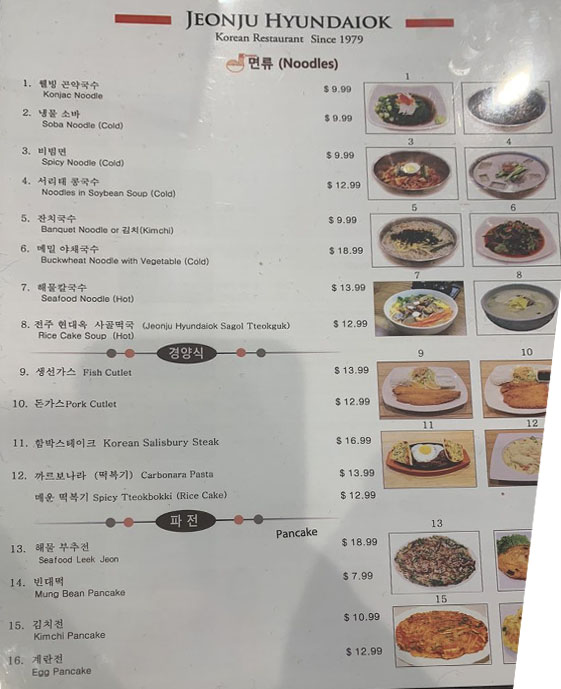 JEONJU HYUNDAIOK
Korean Restaurant Since 1979
면류 (Noodles)
1. 웰빙 곤약국수 $ 9.99
Konjac Noodle
2. 냉물 소바 $ 9.99
Soba Noodle (Cold)
3. 비빔면 $ 9.99
Spicy Noodle (Cold)
4. 서리태 콩국수 $ 12.99
Noodles in Soybean Soup (Cold)
5. 잔치국수 $ 9.99
Banquet Noodle or 김치(Kimchi)
6. 메밀 야채국수 $ 18.99
Buckwheat Noodle with Vegetable (Cold)
7. 해물칼국수 $ 13.99
Seafood Noodle (Hot)
8. 전주 현대옥 사골떡국 (Jeonju Hyundaiok Sagol Tteokguk) $ 12.99
Rice Cake Soup (Hot)
1
3 4
5 6
7 8
경양식
9. 생선가스 Fish Cutlet $ 13.99
10. 돈가스Pork Cutlet $ 12.99
11. 함박스테이크 Korean Salisbury Steak $ 16.99
12. 까르보나라 (떡복기) Carbonara Pasta $ 13.99
매운 떡복기 Spicy Tteokbokki (Rice Cake) $ 12.99
9 10
11 12
파전
Pancake
13. 해물 부추전 $ 18.99
Seafood Leek Jeon
14. 빈대떡 $ 7.99
Mung Bean Pancake
15. 김치전 $ 10.99
Kimchi Pancake
16. 계란전 $ 12.99
Egg Pancake
13
15